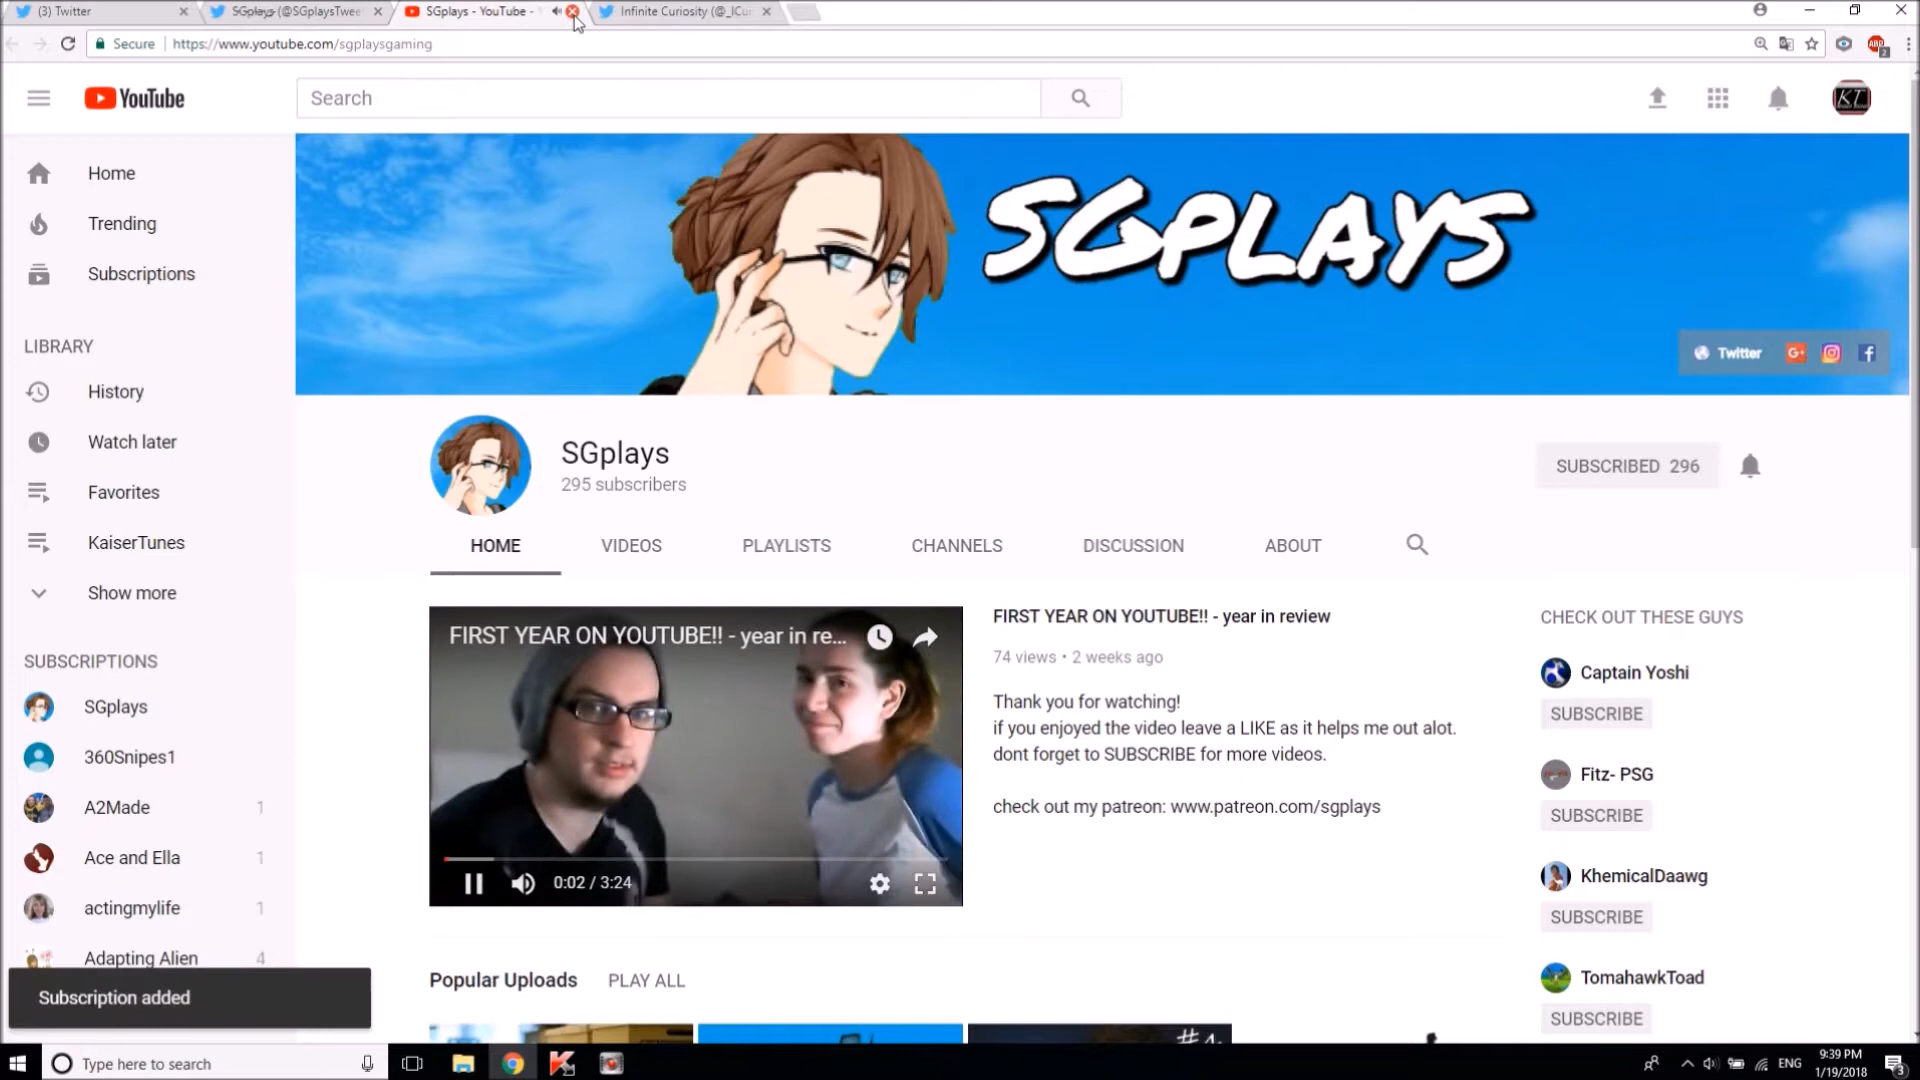 (3) Twitter
SGplays (@SGplaysTwee
SGplays - YouTube -
Infinite Curiosity (@_ICu
Secure
https://www.youtube.com/sgplaysgaming
ABP
2
YouTube
Search
KT
Home
Trending
Subscriptions
LIBRARY
History
Watch later
Favorites
KaiserTunes
Show more
SUBSCRIPTIONS
SGplays
360Snipes1
A2Made 1
Ace and Ella 1
actingmylife 1
Adapting Alien 4
Subscription added
SGPLAYS
Twitter
G+
SGplays
295 subscribers
SUBSCRIBED 296
HOME
VIDEOS
PLAYLISTS
CHANNELS
DISCUSSION
ABOUT
FIRST YEAR ON YOUTUBE!! - year in re...
0:02 / 3:24
FIRST YEAR ON YOUTUBE!! - year in review
74 views • 2 weeks ago
Thank you for watching!
if you enjoyed the video leave a LIKE as it helps me out alot.
dont forget to SUBSCRIBE for more videos.
check out my patreon: www.patreon.com/sgplays
CHECK OUT THESE GUYS
Captain Yoshi
SUBSCRIBE
Fitz- PSG
SUBSCRIBE
KhemicalDaawg
SUBSCRIBE
TomahawkToad
SUBSCRIBE
Popular Uploads
PLAY ALL
Type here to search
ENG
9:39 PM
1/19/2018
3